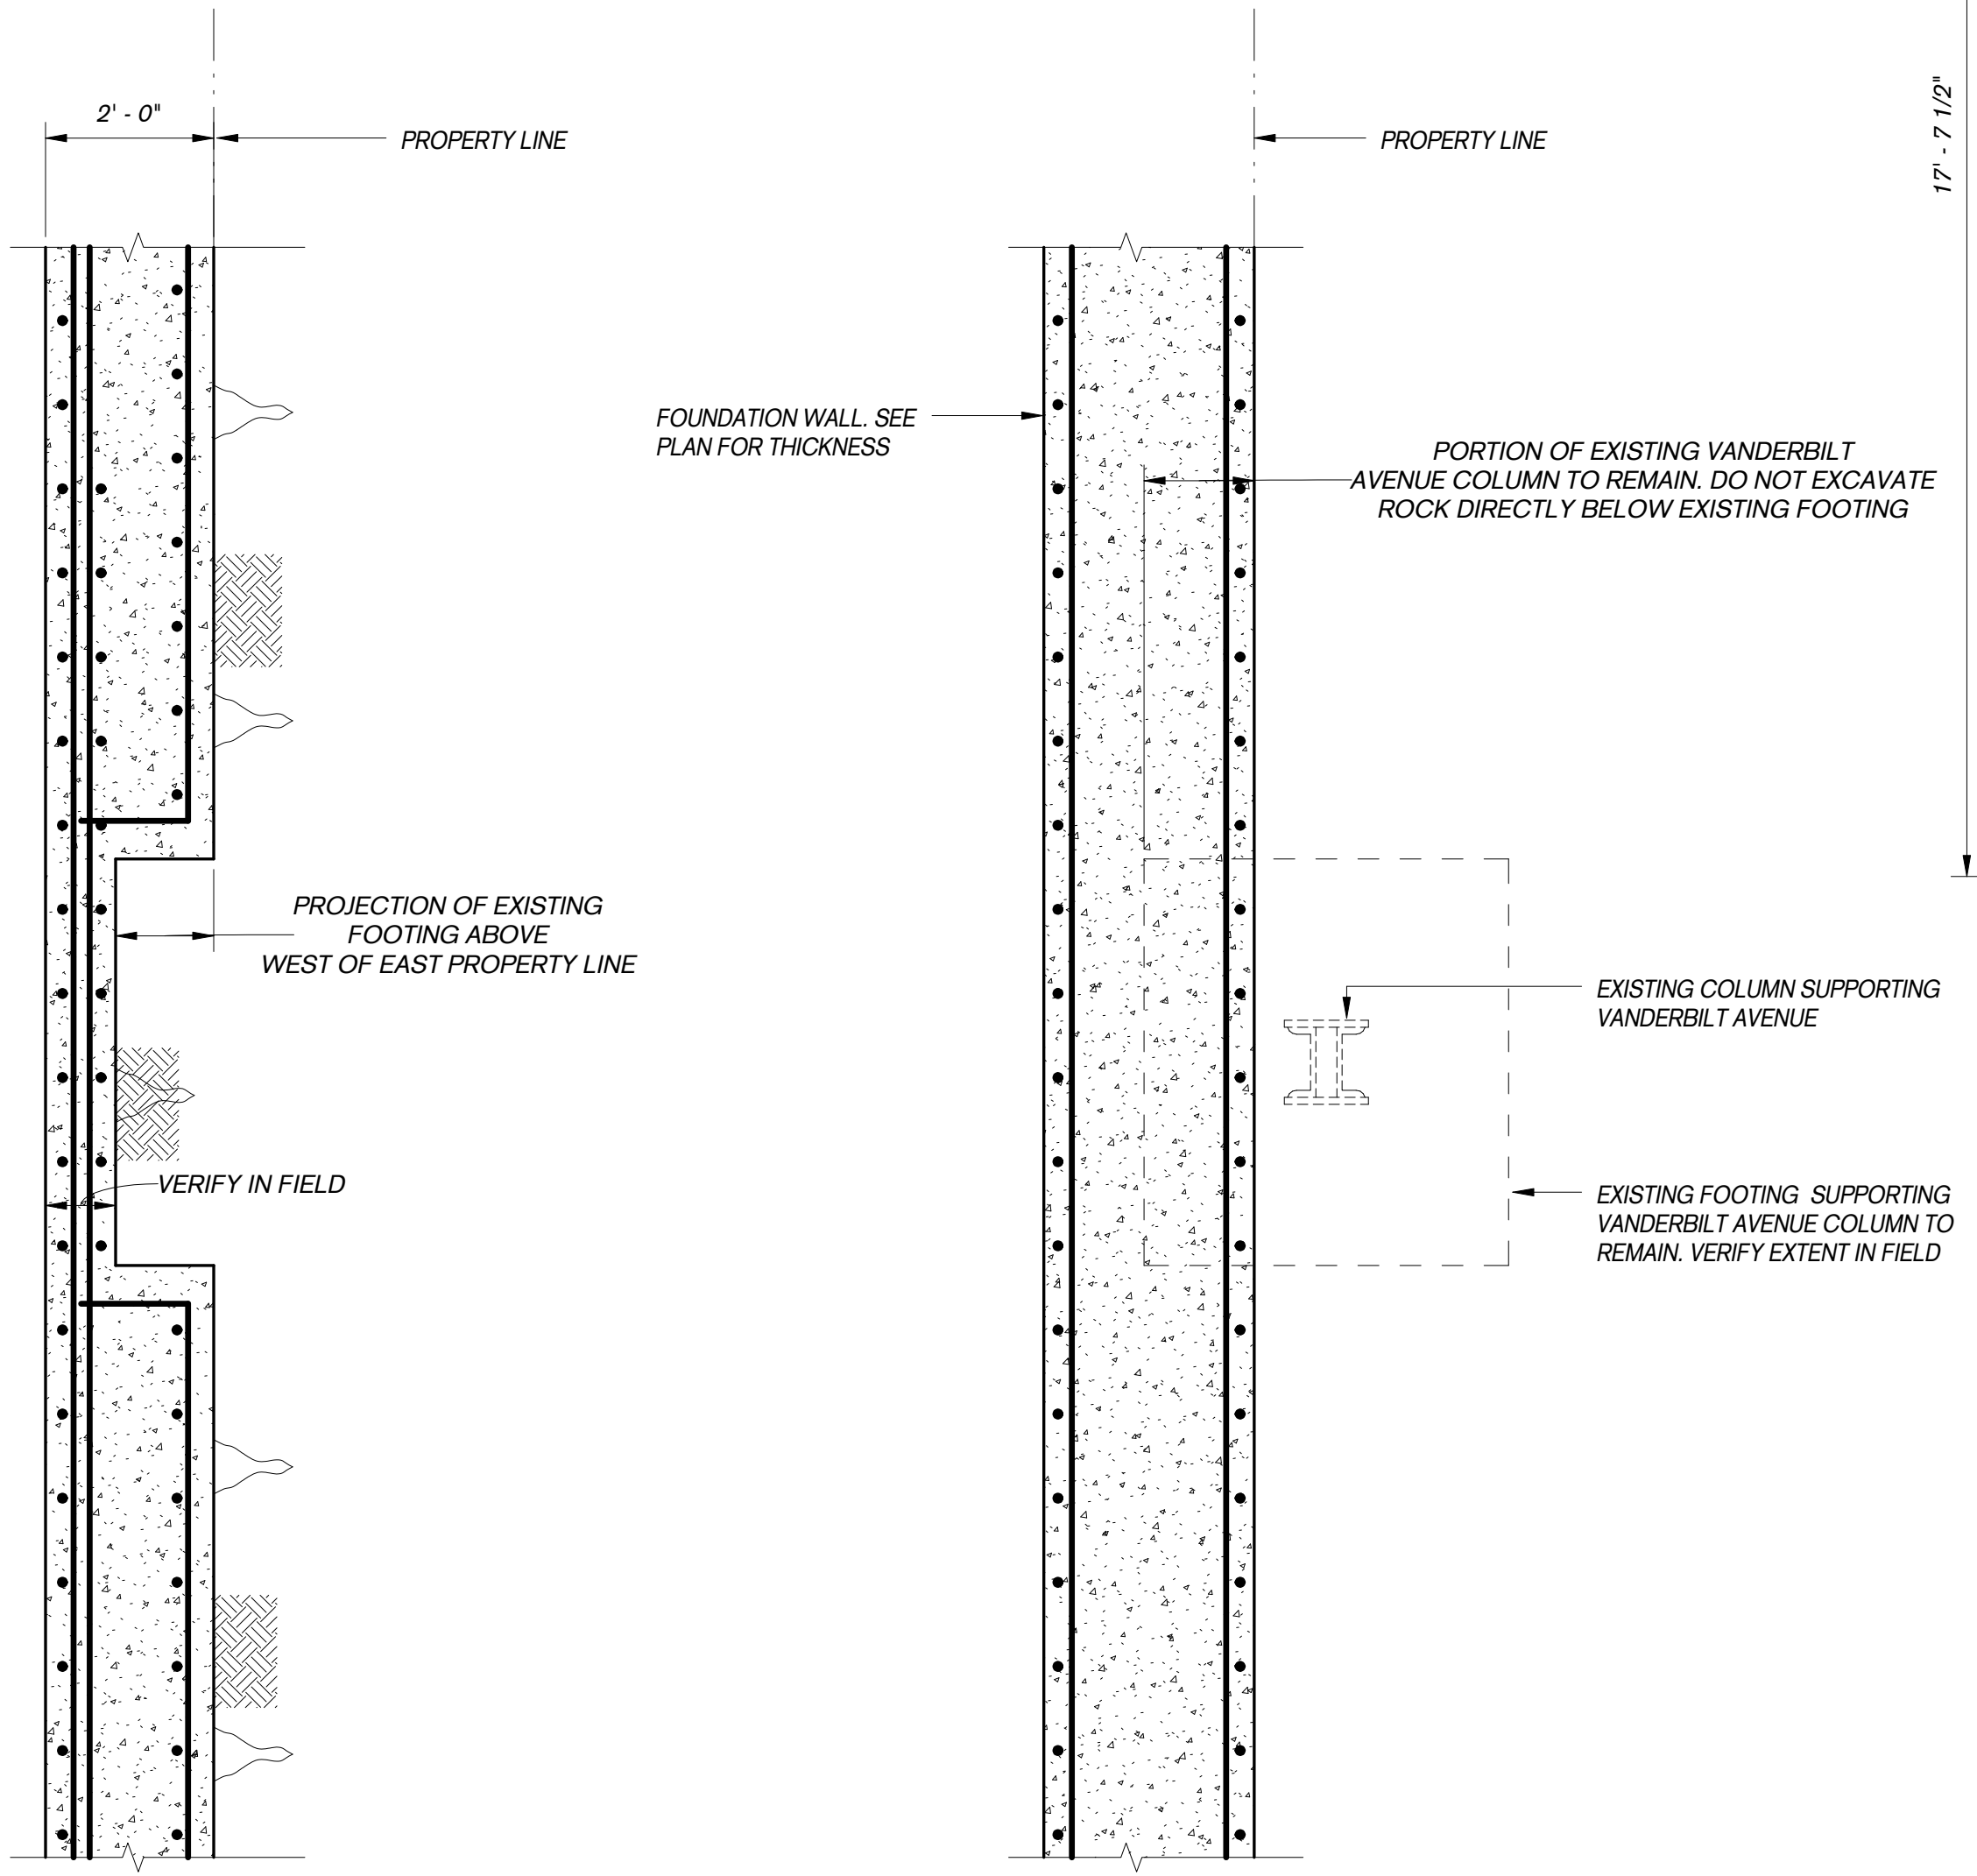 2' - 0"
PROPERTY LINE
PROPERTY LINE
17' - 7 1/2"
FOUNDATION WALL. SEE
PLAN FOR THICKNESS
PORTION OF EXISTING VANDERBILT
AVENUE COLUMN TO REMAIN. DO NOT EXCAVATE
ROCK DIRECTLY BELOW EXISTING FOOTING
PROJECTION OF EXISTING
FOOTING ABOVE
WEST OF EAST PROPERTY LINE
EXISTING COLUMN SUPPORTING
VANDERBILT AVENUE
VERIFY IN FIELD
EXISTING FOOTING SUPPORTING
VANDERBILT AVENUE COLUMN TO
REMAIN. VERIFY EXTENT IN FIELD